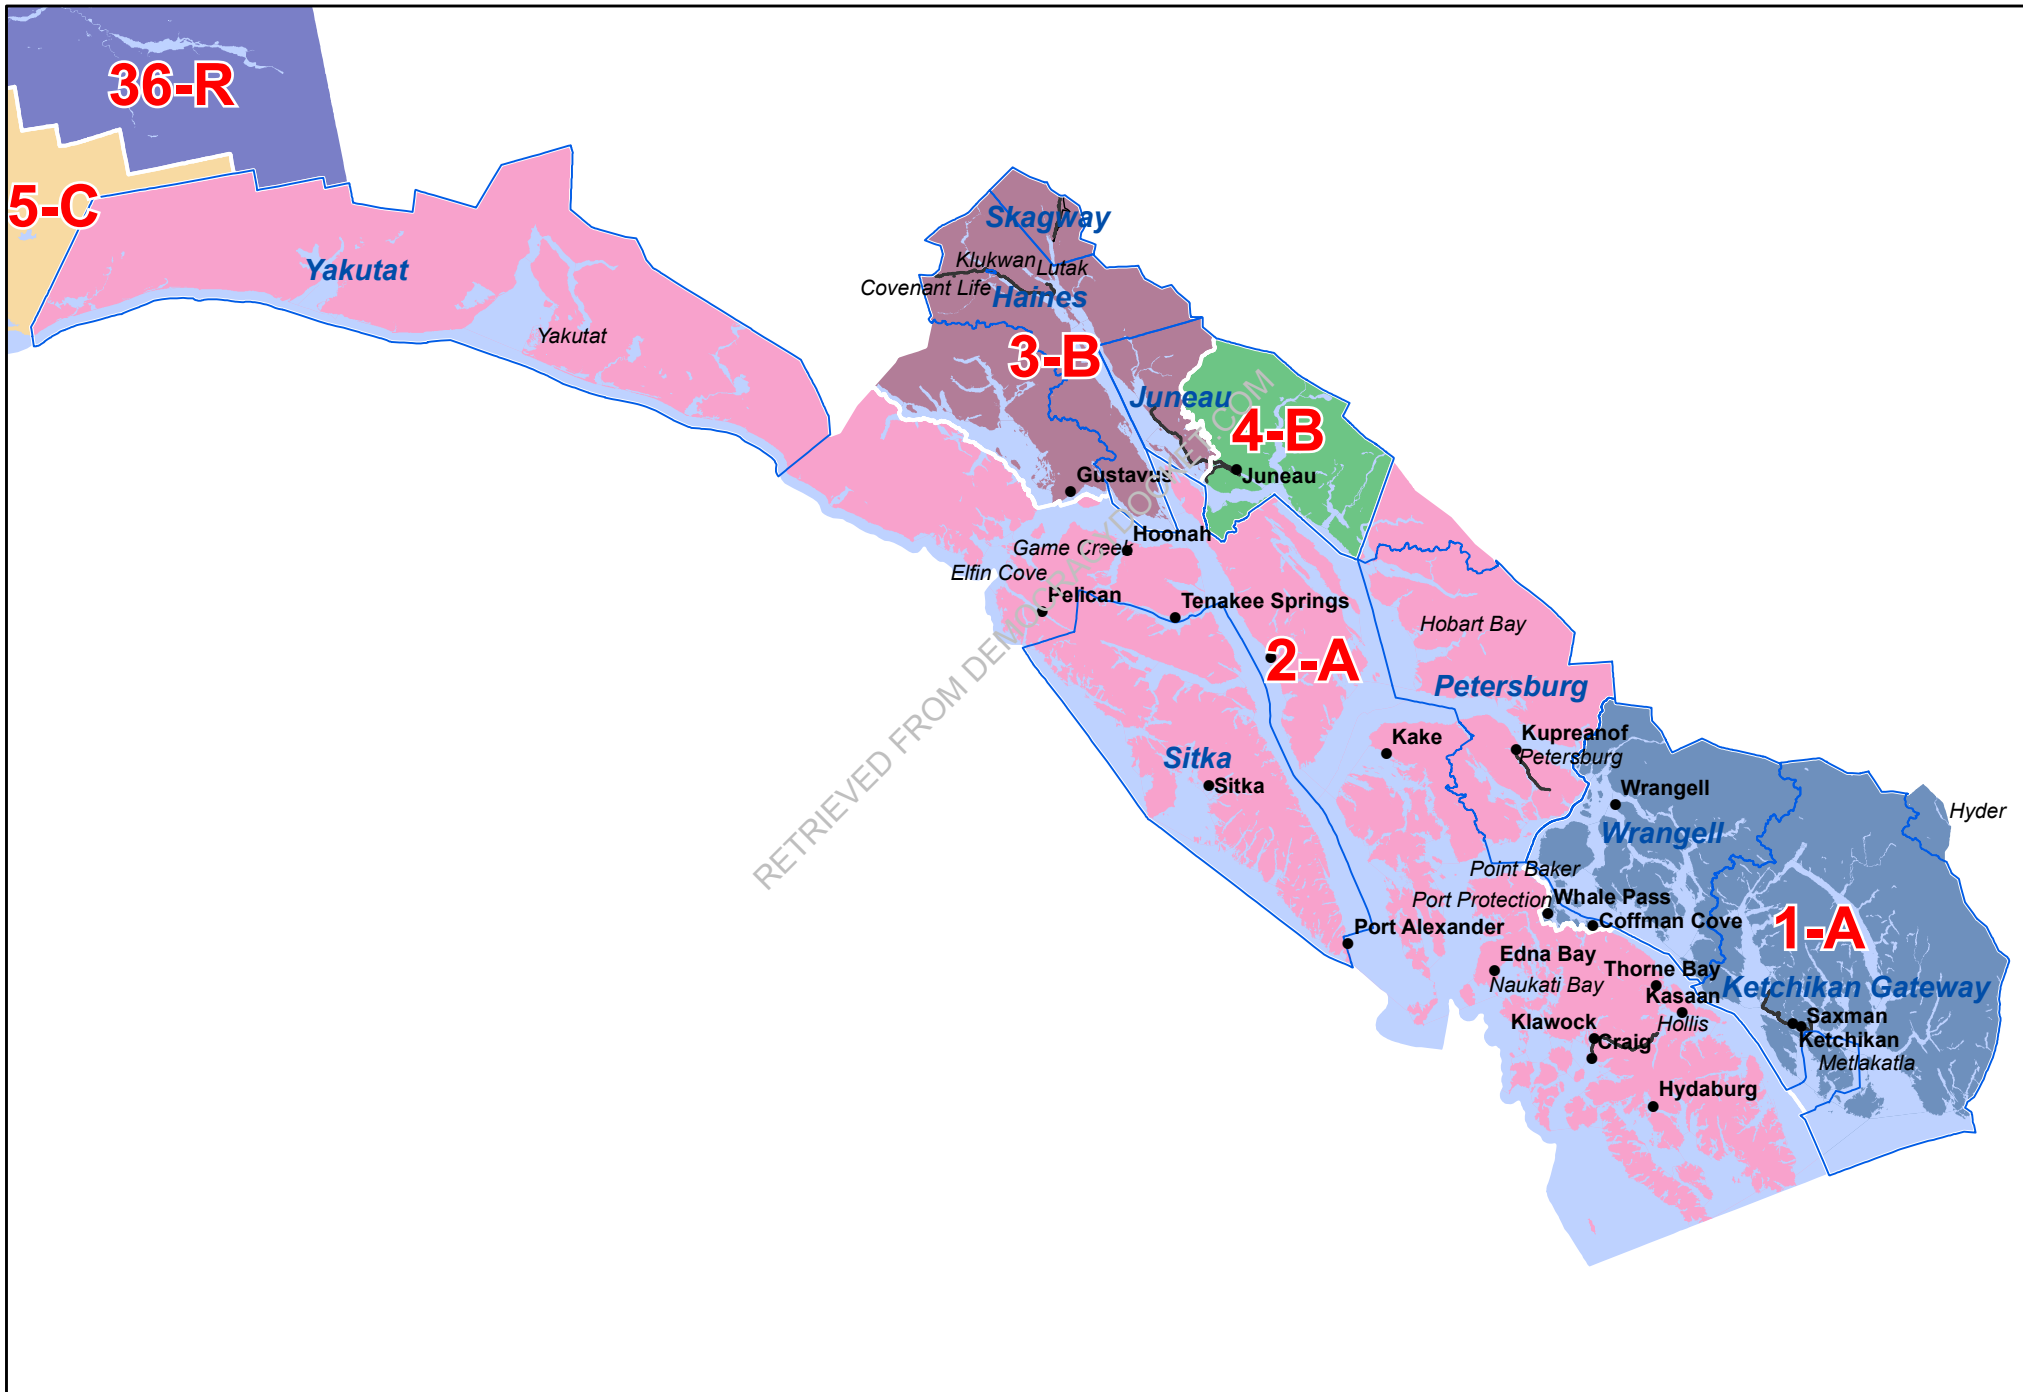 36-R
5-C
Yakutat
Yakutat
Skagway
Klukwan
Lutak
Covenant Life
Haines
3-B
Juneau
4-B
Juneau
Gustavus
Hoonah
Game Creek
Elfin Cove
Pelican
Tenakee Springs
2-A
Hobart Bay
Petersburg
Kake
Kupreanof
Petersburg
Sitka
Sitka
Wrangell
Wrangell
Hyder
Point Baker
Port Protection
Whale Pass
Coffman Cove
Port Alexander
1-A
Edna Bay
Naukati Bay
Thorne Bay
Kasaan
Ketchikan Gateway
Klawock
Hollis
Craig
Saxman
Ketchikan
Metlakatla
Hydaburg
RETRIEVED FROM DEMOCRACYDOCKET.COM